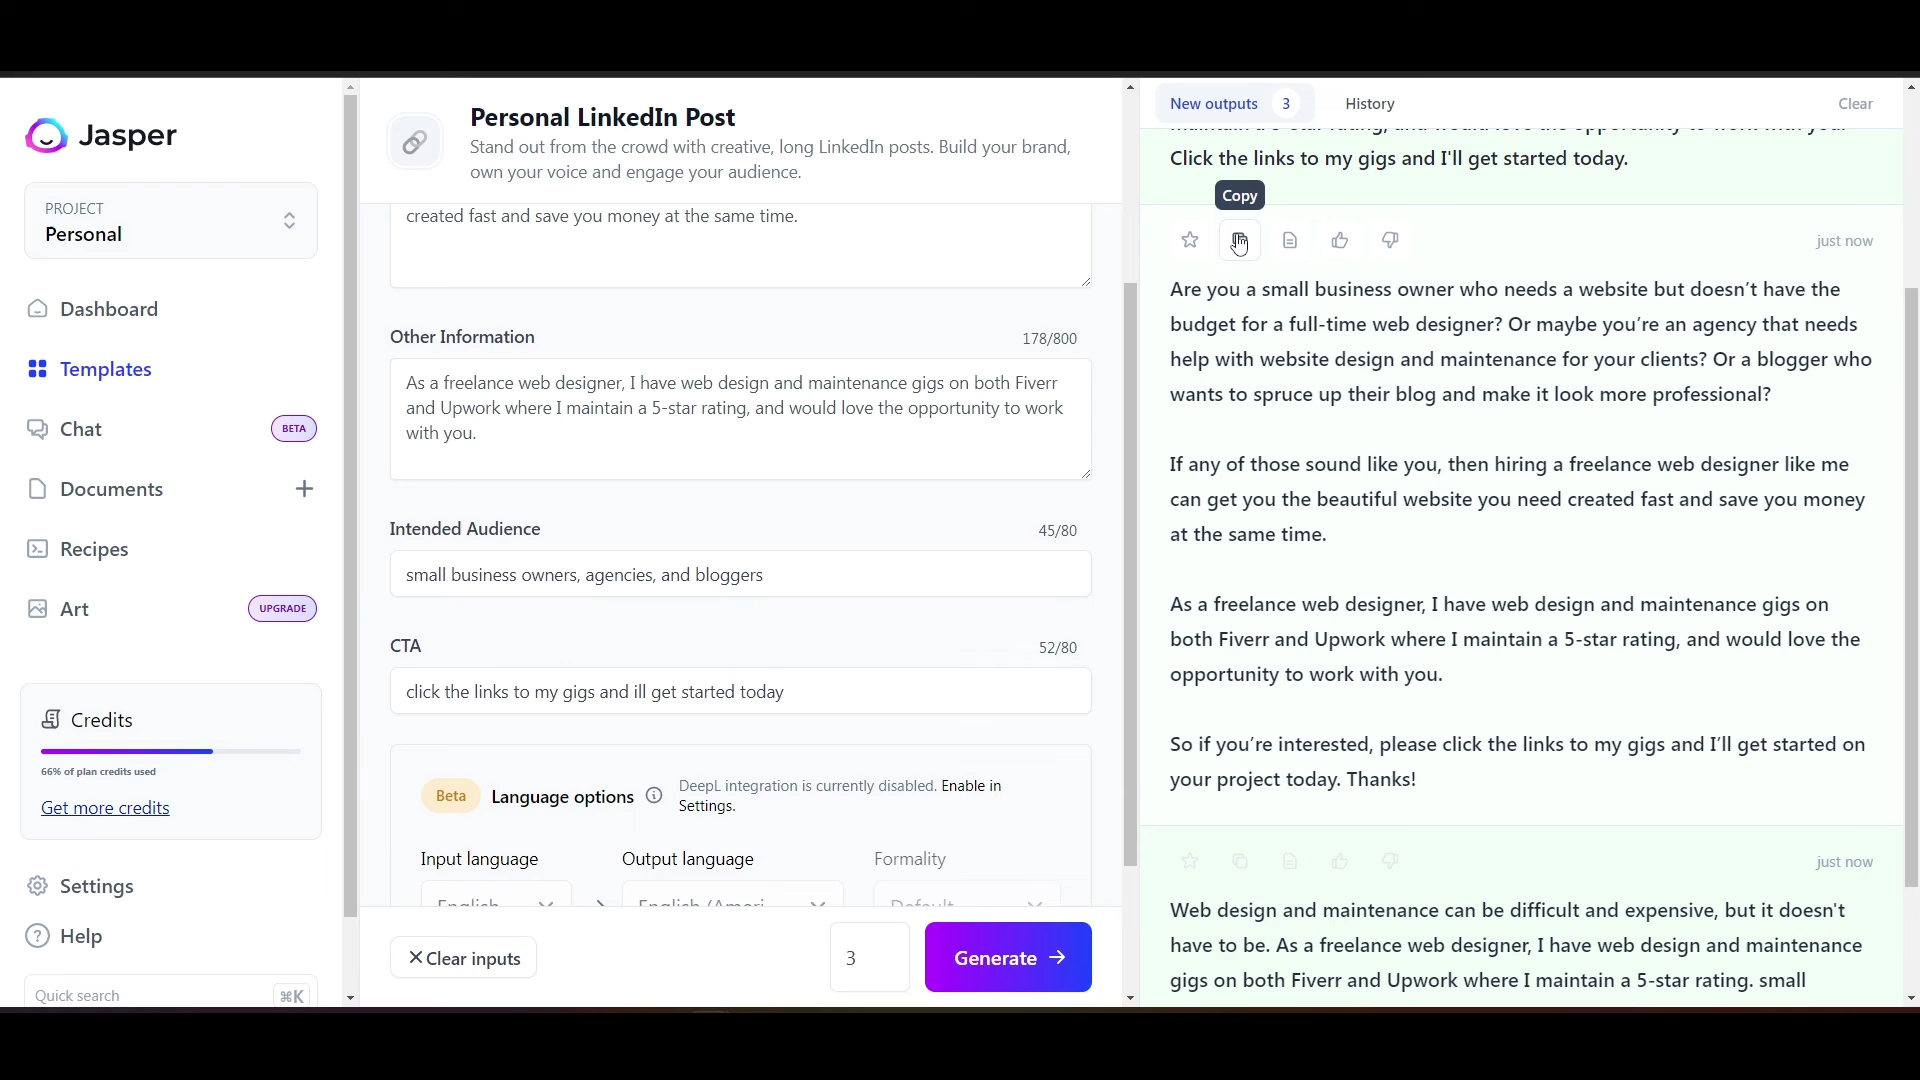 Jasper
PROJECT
Personal
Dashboard
Templates
Chat
BETA
Documents
Recipes
Art
UPGRADE
Credits
66% of plan credits used
Get more credits
Settings
Help
Quick search
⌘K
Personal LinkedIn Post
Stand out from the crowd with creative, long LinkedIn posts. Build your brand,
own your voice and engage your audience.
created fast and save you money at the same time.
Other Information
178/800
As a freelance web designer, I have web design and maintenance gigs on both Fiverr
and Upwork where I maintain a 5-star rating, and would love the opportunity to work
with you.
Intended Audience
45/80
small business owners, agencies, and bloggers
CTA
52/80
click the links to my gigs and ill get started today
Beta
Language options
DeepL integration is currently disabled. Enable in
Settings.
Input language
Output language
Formality
English
English (Ameri
Default
Clear inputs
3
Generate
New outputs 3
History
Clear
maintain a 5-star rating, and would love the opportunity to work with you.
Click the links to my gigs and I'll get started today.
Copy
just now
Are you a small business owner who needs a website but doesn’t have the
budget for a full-time web designer? Or maybe you’re an agency that needs
help with website design and maintenance for your clients? Or a blogger who
wants to spruce up their blog and make it look more professional?
If any of those sound like you, then hiring a freelance web designer like me
can get you the beautiful website you need created fast and save you money
at the same time.
As a freelance web designer, I have web design and maintenance gigs on
both Fiverr and Upwork where I maintain a 5-star rating, and would love the
opportunity to work with you.
So if you’re interested, please click the links to my gigs and I’ll get started on
your project today. Thanks!
just now
Web design and maintenance can be difficult and expensive, but it doesn't
have to be. As a freelance web designer, I have web design and maintenance
gigs on both Fiverr and Upwork where I maintain a 5-star rating. small